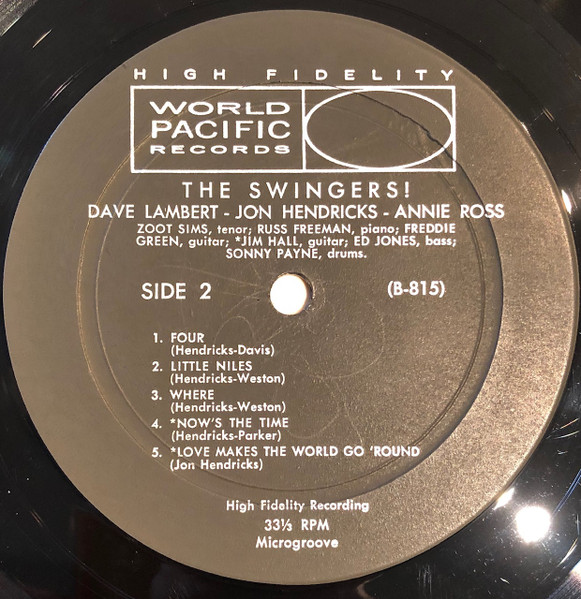 HIGH FIDELITY
WORLD
PACIFIC
RECORDS
THE SWINGERS!
DAVE LAMBERT - JON HENDRICKS - ANNIE ROSS
ZOOT SIMS, tenor; RUSS FREEMAN, piano; FREDDIE
GREEN, guitar; *JIM HALL, guitar; ED JONES, bass;
SONNY PAYNE, drums.
SIDE 2
(B-815)
1. FOUR
(Hendricks-Davis)
2. LITTLE NILES
(Hendricks-Weston)
3. WHERE
(Hendricks-Weston)
4. *NOW'S THE TIME
(Hendricks-Parker)
5. *LOVE MAKES THE WORLD GO 'ROUND
(Jon Hendricks)
High Fidelity Recording
33⅓ RPM
Microgroove